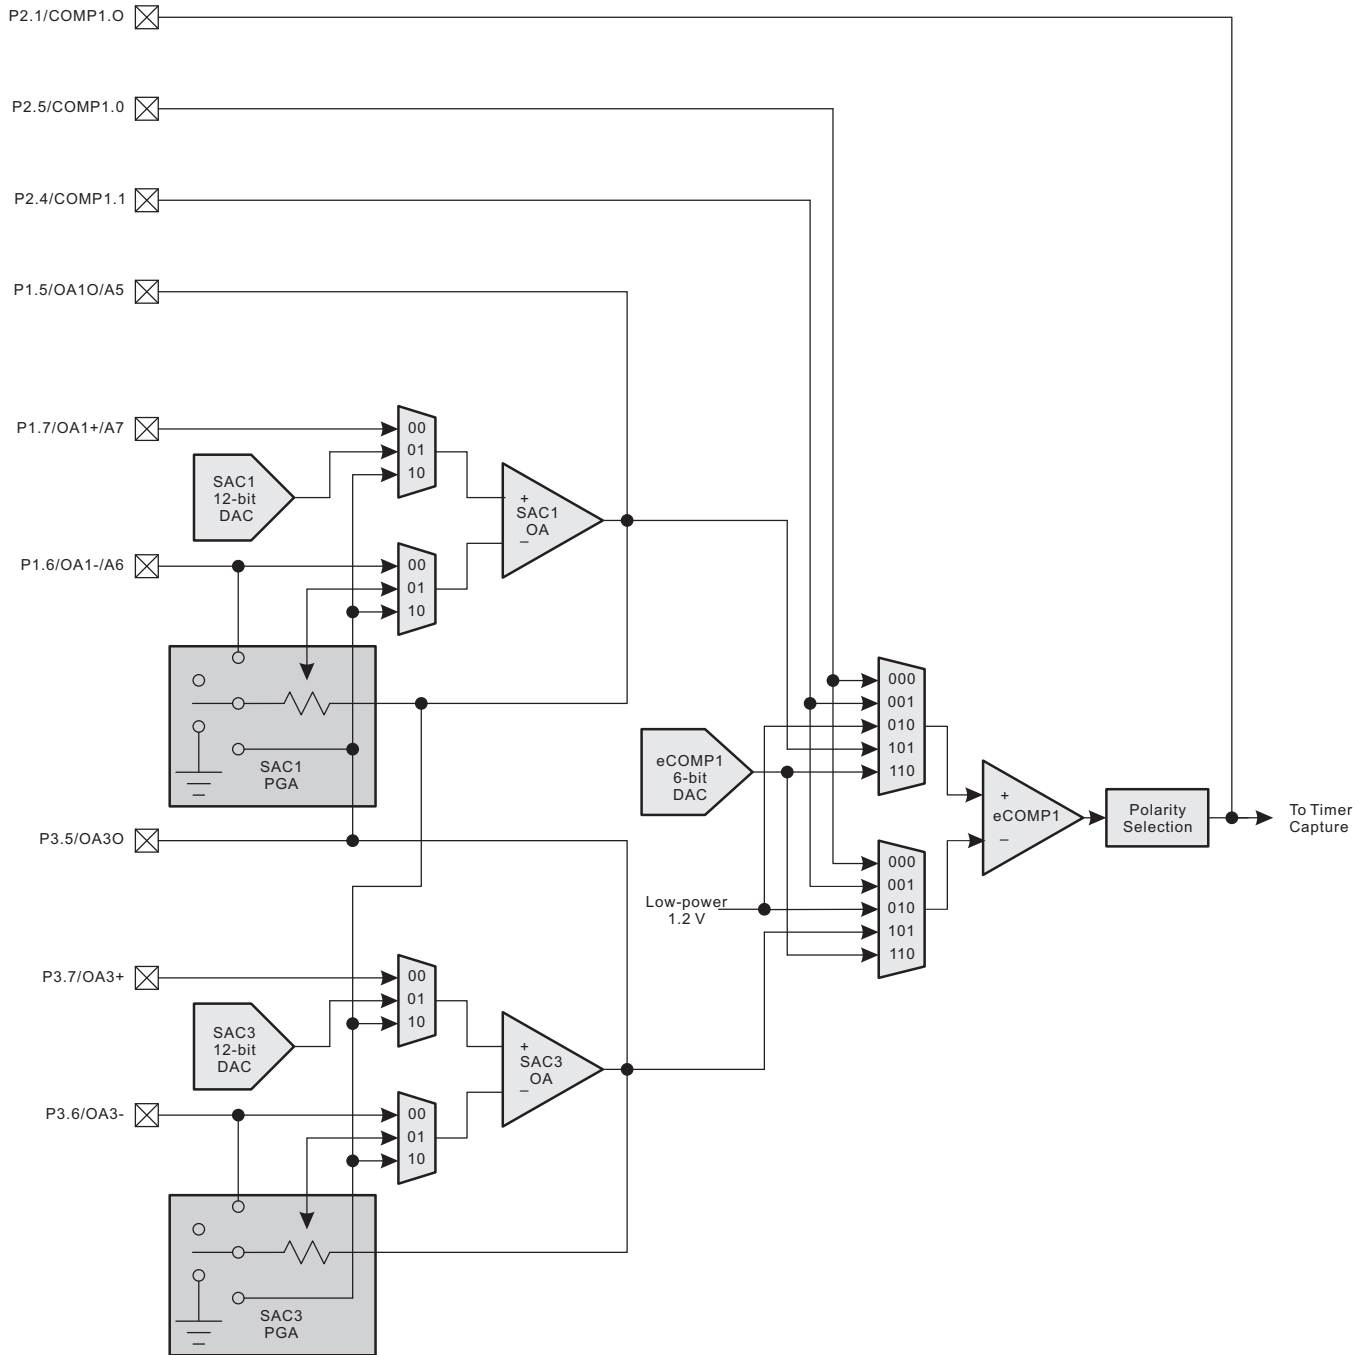 P2.1/COMP1.O
P2.5/COMP1.0
P2.4/COMP1.1
P1.5/OA1O/A5
P1.7/OA1+/A7
00
01
10
SAC1
12-bit
DAC
+
SAC1
OA
–
P1.6/OA1-/A6
00
01
10
SAC1
PGA
000
001
010
101
110
eCOMP1
6-bit
DAC
+
eCOMP1
–
Polarity
Selection
To Timer
Capture
P3.5/OA3O
000
001
010
101
110
Low-power
1.2 V
P3.7/OA3+
00
01
10
SAC3
12-bit
DAC
+
SAC3
OA
–
P3.6/OA3-
00
01
10
SAC3
PGA